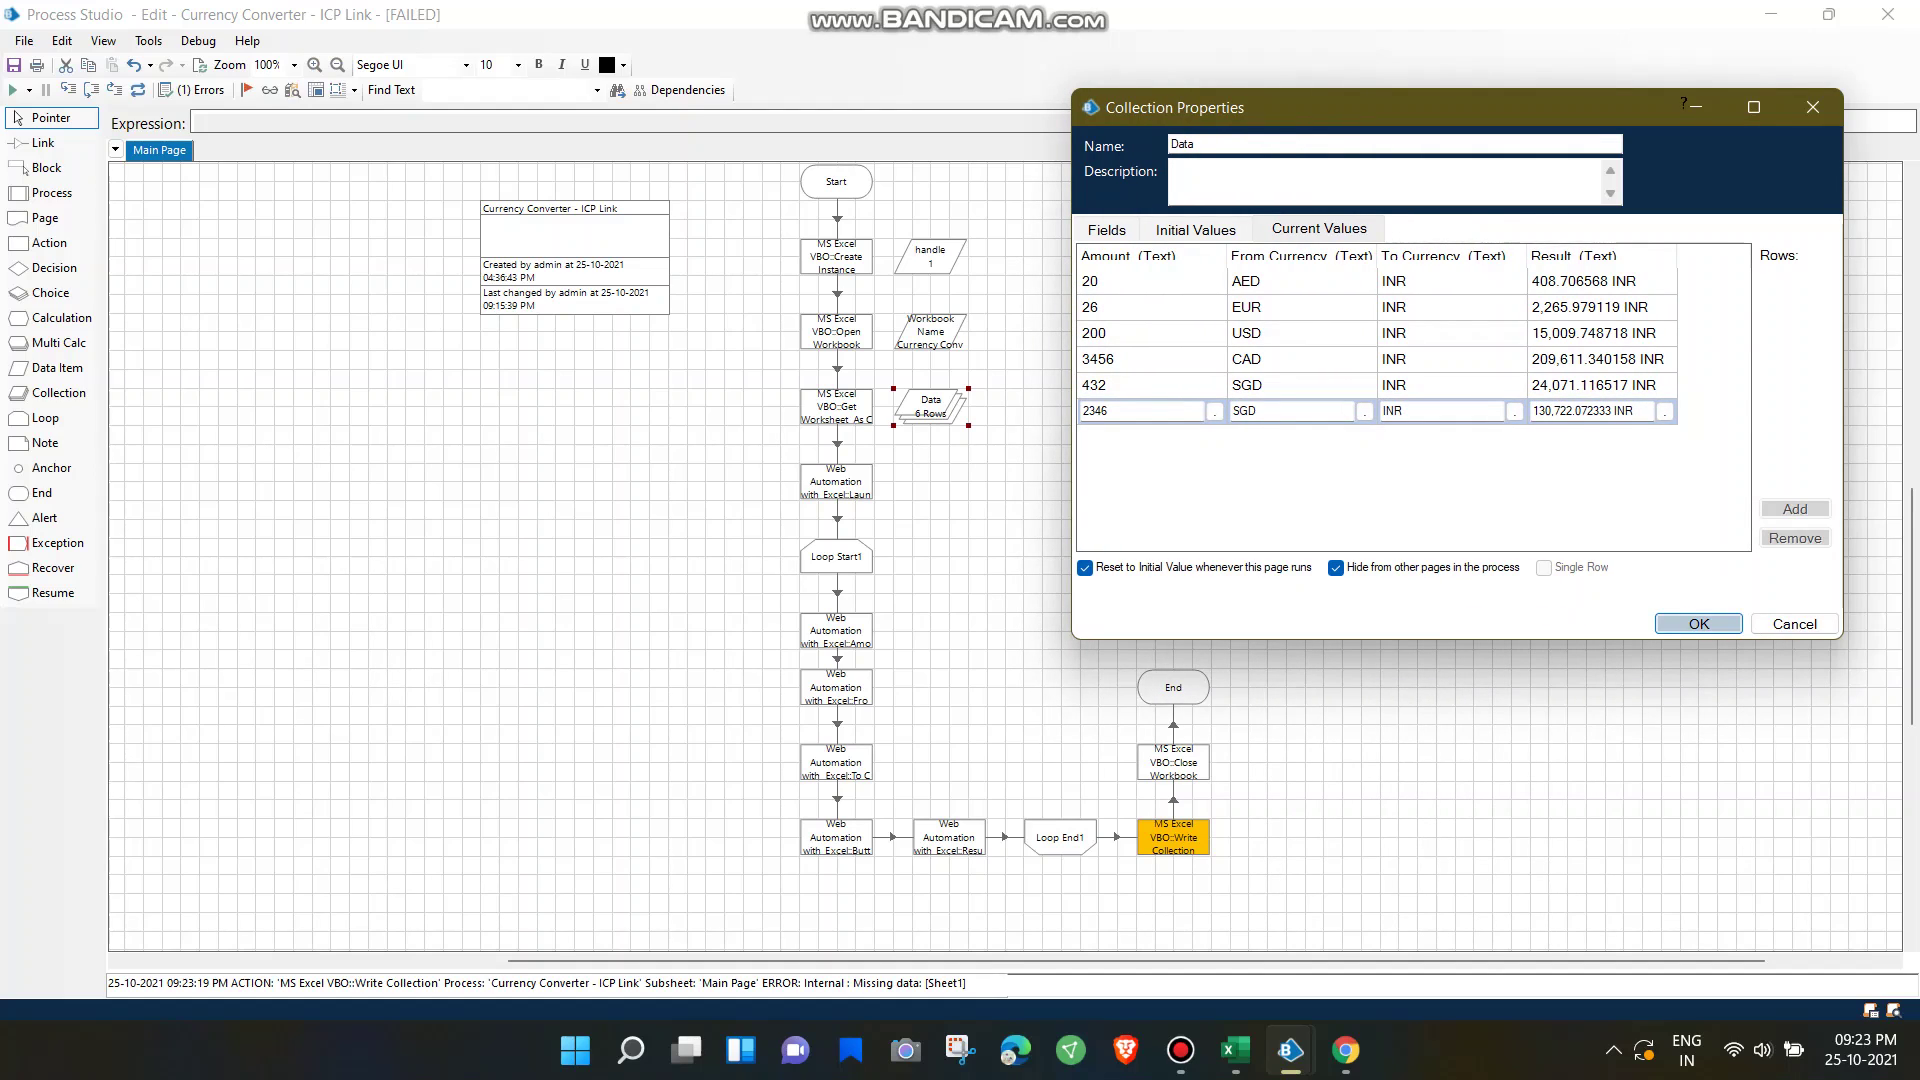 Process Studio - Edit - Currency Converter - ICP Link - [FAILED]
www.BANDICAM.com
File Edit View Tools Debug Help
Zoom 100% Segoe UI 10 B I U
(1) Errors Find Text Dependencies
Pointer
Link
Block
Process
Page
Action
Decision
Choice
Calculation
Multi Calc
Data Item
Collection
Loop
Note
Anchor
End
Alert
Exception
Recover
Resume
Expression:
Main Page
Currency Converter - ICP Link
Created by admin at 25-10-2021
04:36:43 PM
Last changed by admin at 25-10-2021
09:15:39 PM
Start
MS Excel
VBO::Create
Instance
handle
1
MS Excel
VBO::Open
Workbook
Workbook
Name
Currency Conv
MS Excel
VBO::Get
Worksheet As C
Data
6 Rows
Web
Automation
with Excel::Laun
Loop Start1
Web
Automation
with Excel::Amo
Web
Automation
with Excel::Fro
Web
Automation
with Excel::To C
Web
Automation
with Excel::Butt
Web
Automation
with Excel::Resu
Loop End1
MS Excel
VBO::Write
Collection
MS Excel
VBO::Close
Workbook
End
Collection Properties
?
Name: Data
Description:
Fields Initial Values Current Values
Amount (Text) From Currency (Text) To Currency (Text) Result (Text)
20 AED INR 408.706568 INR
26 EUR INR 2,265.979119 INR
200 USD INR 15,009.748718 INR
3456 CAD INR 209,611.340158 INR
432 SGD INR 24,071.116517 INR
2346 . SGD . INR . 130,722.072333 INR .
Rows:
Add
Remove
Reset to Initial Value whenever this page runs Hide from other pages in the process Single Row
OK Cancel
25-10-2021 09:23:19 PM ACTION: 'MS Excel VBO::Write Collection' Process: 'Currency Converter - ICP Link' Subsheet: 'Main Page' ERROR: Internal : Missing data: [Sheet1]
ENG
IN
09:23 PM
25-10-2021